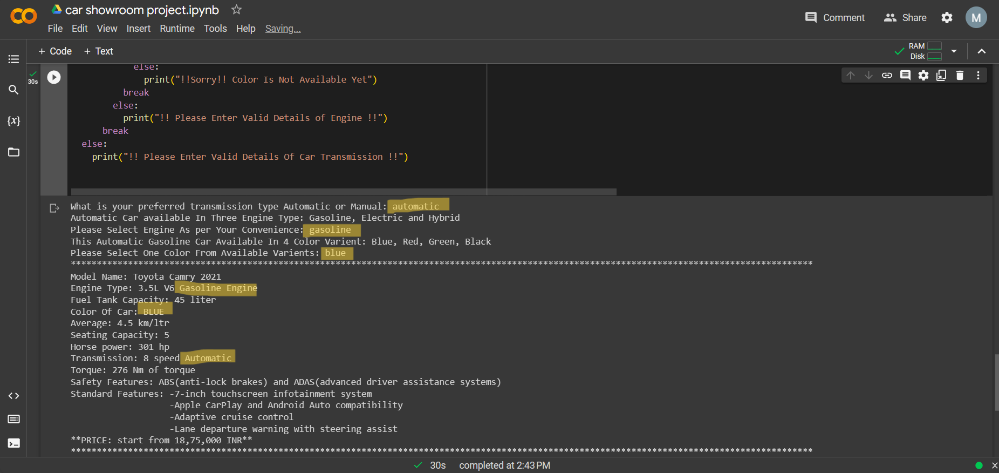 car showroom project.ipynb
File Edit View Insert Runtime Tools Help Saving...
Comment Share M
+ Code + Text
RAM
Disk
30s
else:
print("!!Sorry!! Color Is Not Available Yet")
break
else:
print("!! Please Enter Valid Details of Engine !!")
break
else:
print("!! Please Enter Valid Details Of Car Transmission !!")
{x}
What is your preferred transmission type Automatic or Manual: automatic
Automatic Car available In Three Engine Type: Gasoline, Electric and Hybrid
Please Select Engine As per Your Convenience: gasoline
This Automatic Gasoline Car Available In 4 Color Varient: Blue, Red, Green, Black
Please Select One Color From Available Varients: blue
***********************************************************************************************************************************************
Model Name: Toyota Camry 2021
Engine Type: 3.5L V6 Gasoline Engine
Fuel Tank Capacity: 45 liter
Color Of Car: BLUE
Average: 4.5 km/ltr
Seating Capacity: 5
Horse power: 301 hp
Transmission: 8 speed Automatic
Torque: 276 Nm of torque
Safety Features: ABS(anti-lock brakes) and ADAS(advanced driver assistance systems)
Standard Features: -7-inch touchscreen infotainment system
-Apple CarPlay and Android Auto compatibility
-Adaptive cruise control
-Lane departure warning with steering assist
**PRICE: start from 18,75,000 INR**
***********************************************************************************************************************************************
30s completed at 2:43 PM